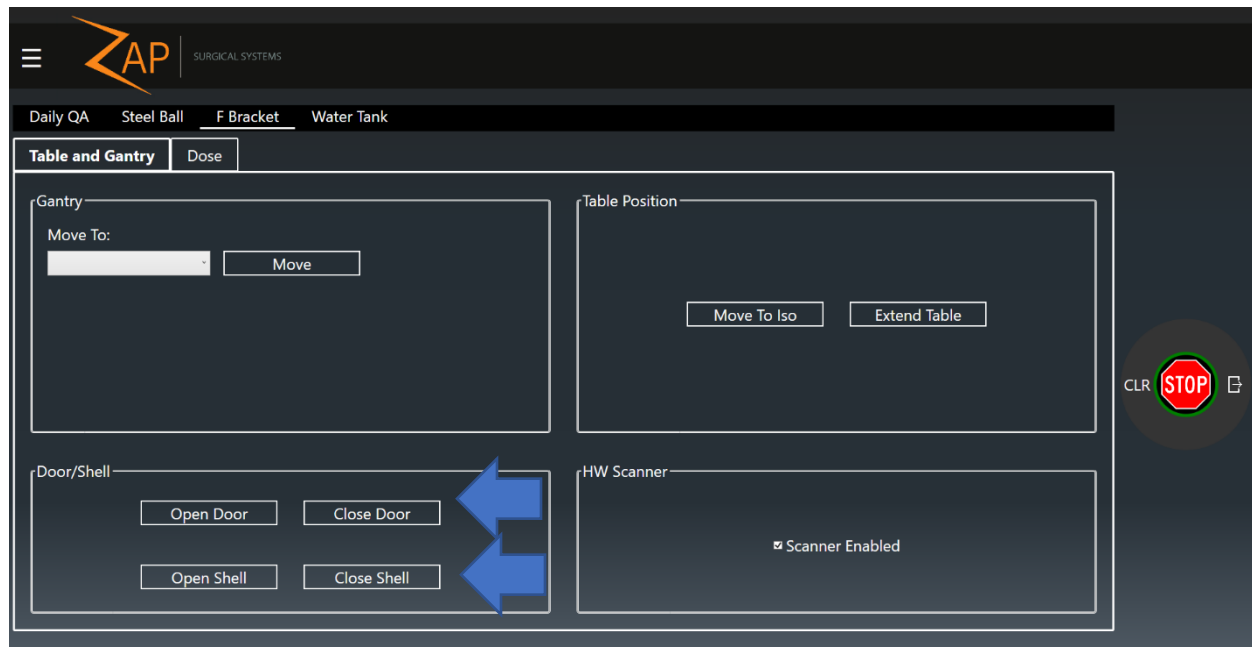 ZAP SURGICAL SYSTEMS
Daily QA Steel Ball F Bracket Water Tank
Table and Gantry Dose
Gantry
Move To:
Move
Table Position
Move To Iso Extend Table
CLR STOP
Door/Shell
Open Door Close Door
Open Shell Close Shell
HW Scanner
Scanner Enabled